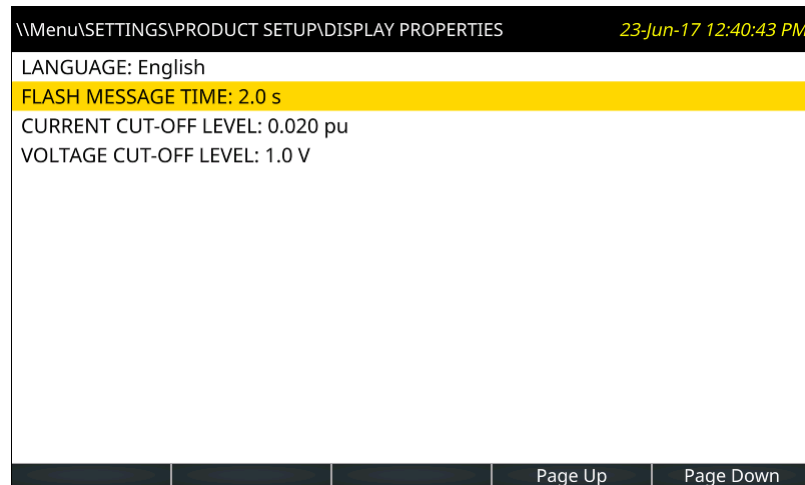 \\Menu\SETTINGS\PRODUCT SETUP\DISPLAY PROPERTIES 23-Jun-17 12:40:43 PM
LANGUAGE: English
FLASH MESSAGE TIME: 2.0 s
CURRENT CUT-OFF LEVEL: 0.020 pu
VOLTAGE CUT-OFF LEVEL: 1.0 V
Page Up Page Down